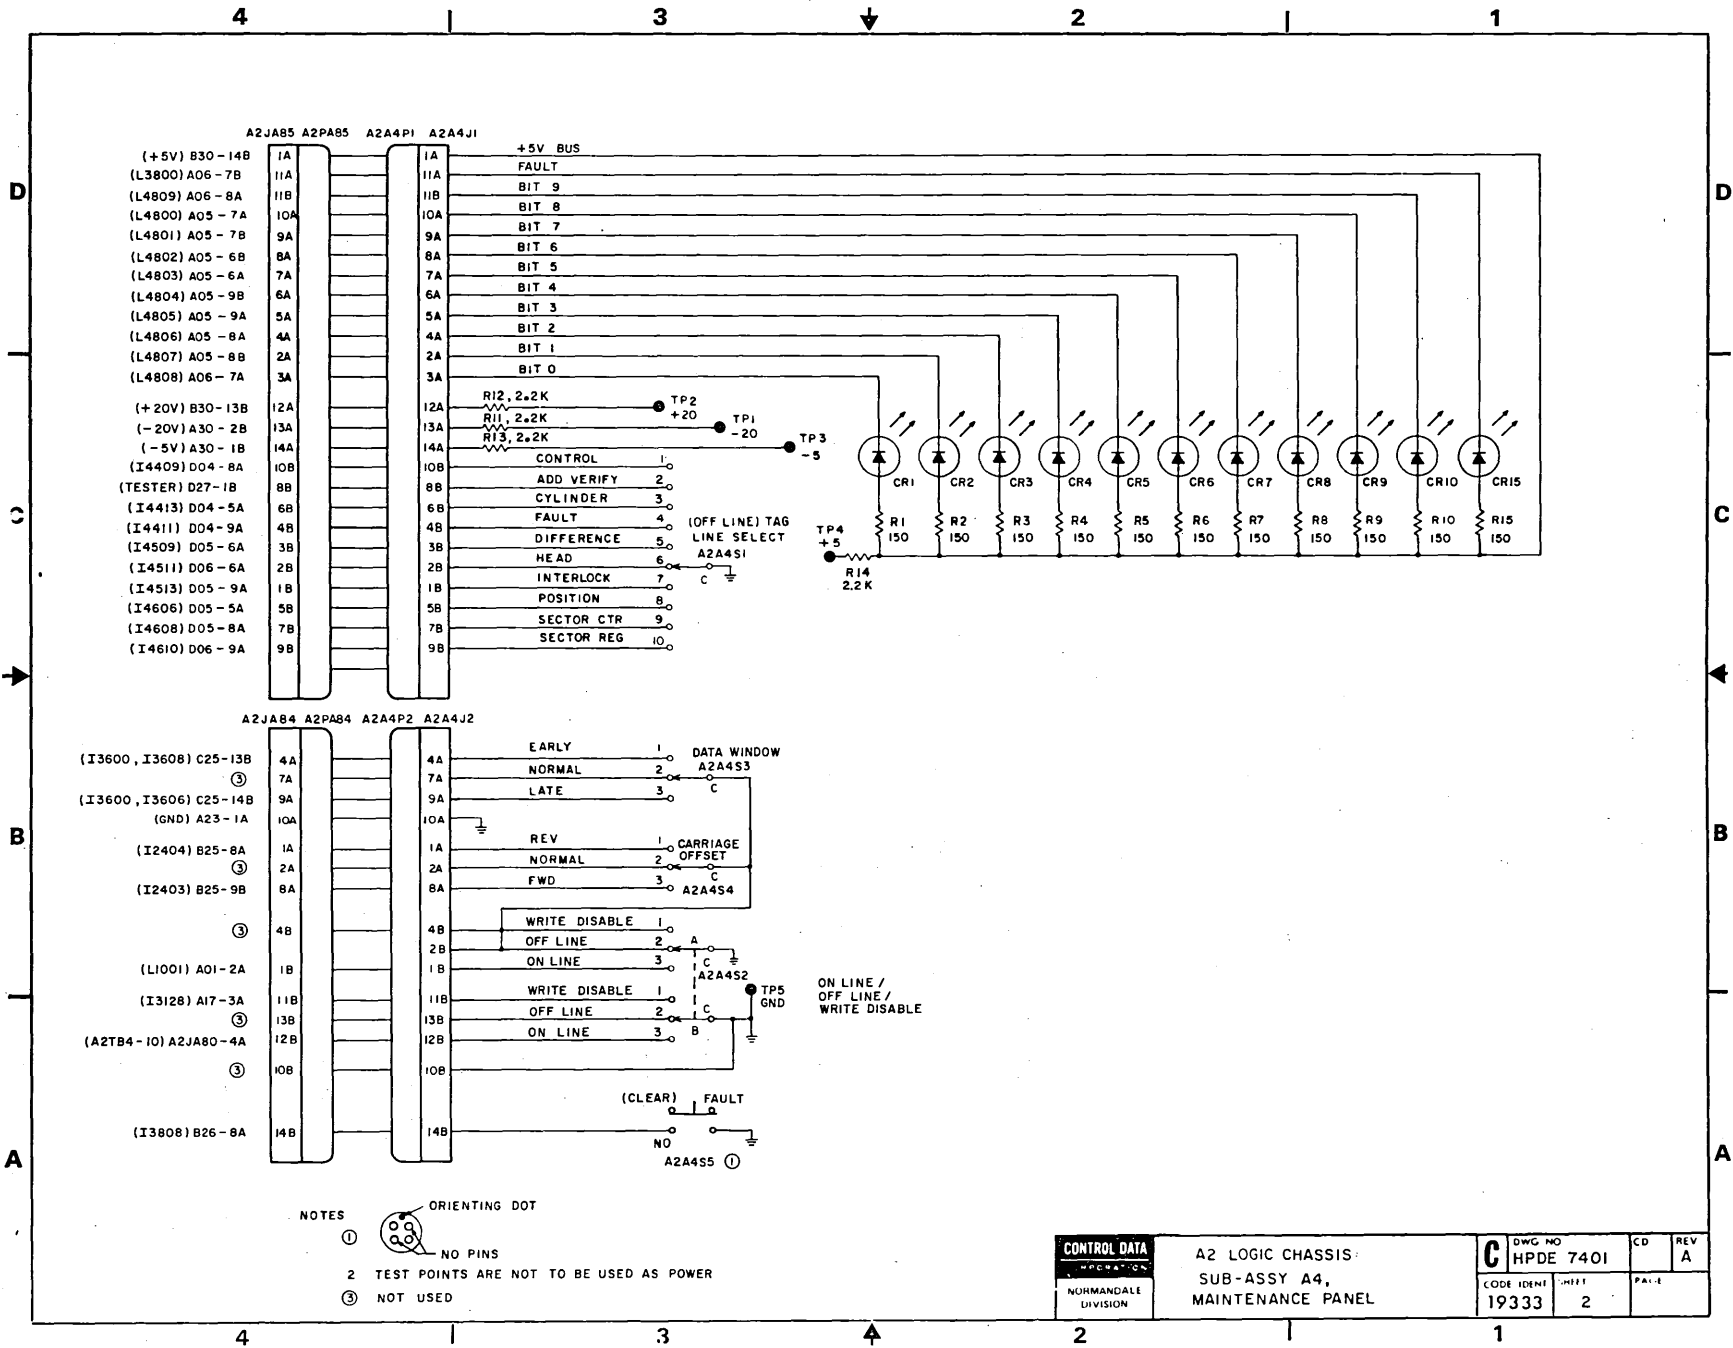 4 3 2 1
A2JA85 A2PA85 A2A4P1 A2A4J1
(+5V) B30-14B 1A 1A +5V BUS
(L3800) A06-7B 11A 11A FAULT
D D
(L4809) A06-8A 11B 11B BIT 9
(L4800) A05-7A 10A 10A BIT 8
(L4801) A05-7B 9A 9A BIT 7
(L4802) A05-6B 8A 8A BIT 6
(L4803) A05-6A 7A 7A BIT 5
(L4804) A05-9B 6A 6A BIT 4
(L4805) A05-9A 5A 5A BIT 3
(L4806) A05-8A 4A 4A BIT 2
(L4807) A05-8B 2A 2A BIT 1
(L4808) A06-7A 3A 3A BIT 0
(+20V) B30-13B 12A 12A R12, 2.2K TP2 +20
(-20V) A30-2B 13A 13A R11, 2.2K TP1 -20
(-5V) A30-1B 14A 14A R13, 2.2K TP3 -5
(I4409) D04-8A 10B 10B CONTROL 1
(TESTER) D27-1B 8B 8B ADD VERIFY 2
CR1 CR2 CR3 CR4 CR5 CR6 CR7 CR8 CR9 CR10 CR15
(I4413) D04-5A 6B 6B CYLINDER 3
C C
(I4411) D04-9A 4B 4B FAULT 4
(OFF LINE) TAG
LINE SELECT
A2A4S1
C
(I4509) D05-6A 3B 3B DIFFERENCE 5
(I4511) D06-6A 2B 2B HEAD 6
(I4513) D05-9A 1B 1B INTERLOCK 7
(I4606) D05-5A 5B 5B POSITION 8
(I4608) D05-8A 7B 7B SECTOR CTR 9
(I4610) D06-9A 9B 9B SECTOR REG 10
R1 R2 R3 R4 R5 R6 R7 R8 R9 R10 R15
150 150 150 150 150 150 150 150 150 150 150
TP4
+5
R14
2.2K
A2JA84 A2PA84 A2A4P2 A2A4J2
(I3600, I3608) C25-13B 4A 4A EARLY 1
③ 7A 7A NORMAL 2
(I3600, I3606) C25-14B 9A 9A LATE 3
DATA WINDOW
A2A4S3
C
(GND) A23-1A 10A 10A
B B
(I2404) B25-8A 1A 1A REV 1
③ 2A 2A NORMAL 2
(I2403) B25-9B 8A 8A FWD 3
CARRIAGE
OFFSET
C
A2A4S4
③ 4B 4B WRITE DISABLE 1
2B OFF LINE 2
(L1001) A01-2A 1B 1B ON LINE 3
A
C
A2A4S2
(I3128) A17-3A 11B 11B WRITE DISABLE 1
③ 13B 13B OFF LINE 2
(A2TB4-10) A2JA80-4A 12B 12B ON LINE 3
C
B
TP5
GND
ON LINE/
OFF LINE/
WRITE DISABLE
③ 10B 10B
(CLEAR) FAULT
(I3808) B26-8A 14B 14B
NO
A2A4S5 ①
A A
NOTES
① ORIENTING DOT
NO PINS
2 TEST POINTS ARE NOT TO BE USED AS POWER
③ NOT USED
CONTROL DATA
NORMANDALE
DIVISION
A2 LOGIC CHASSIS
SUB-ASSY A4,
MAINTENANCE PANEL
C
DWG NO
HPDE 7401
CD
REV
A
CODE IDENT
19333
SHEET
2
PAGE
4 3 2 1